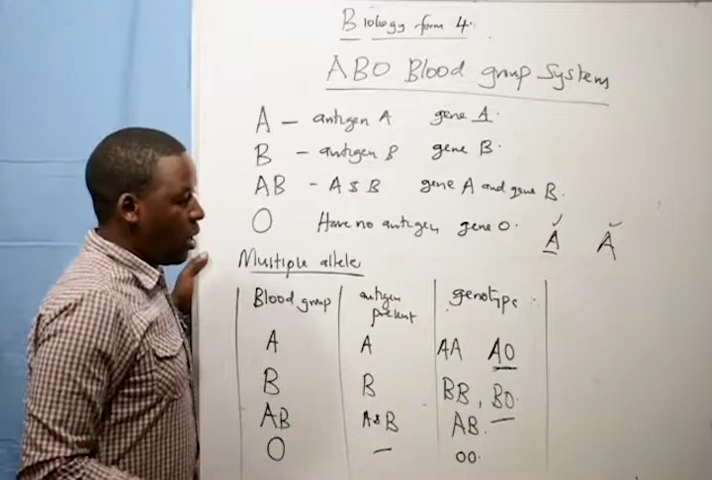 Biology form 4.
ABO Blood group System
A – antigen A gene A.
B – antigen B gene B.
AB – A & B gene A and gene B.
O Have no antigen gene O.
A A
Multiple allele
Blood group antigen present genotype
A A AA AO
B B BB, BO
AB A & B AB.
O – OO.